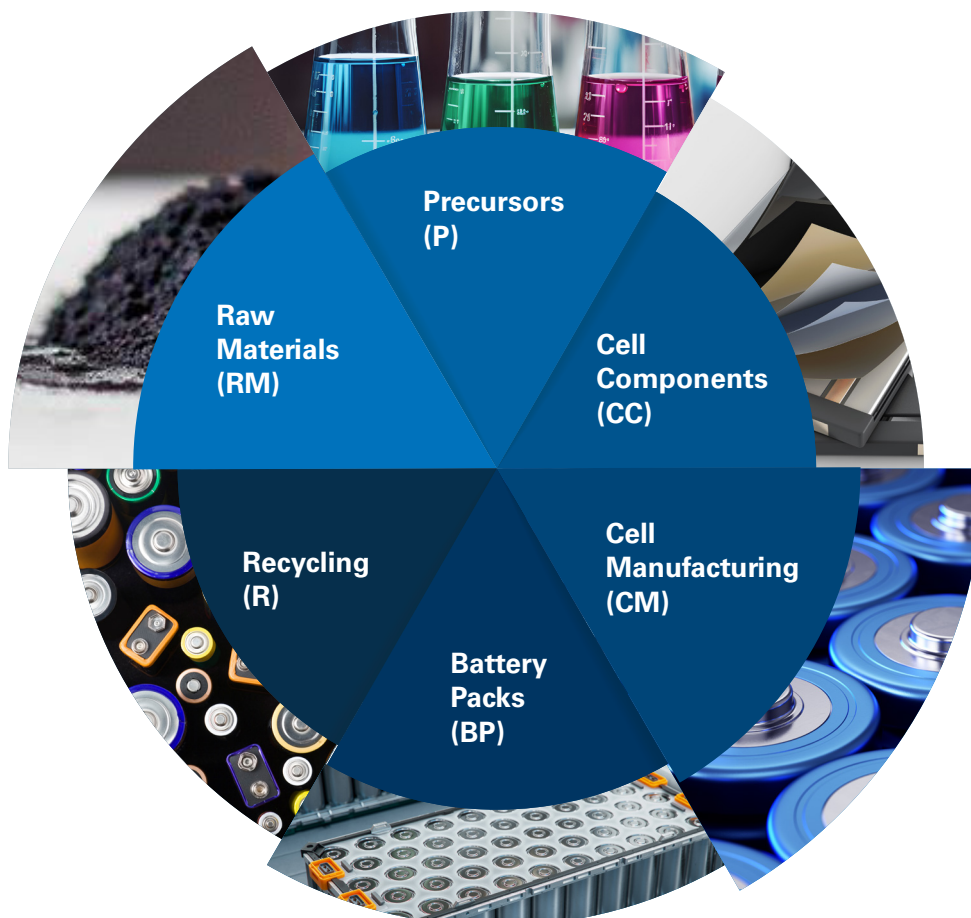 Precursors
(P)
Raw
Materials
(RM)
Cell
Components
(CC)
Cell
Manufacturing
(CM)
Battery
Packs
(BP)
Recycling
(R)